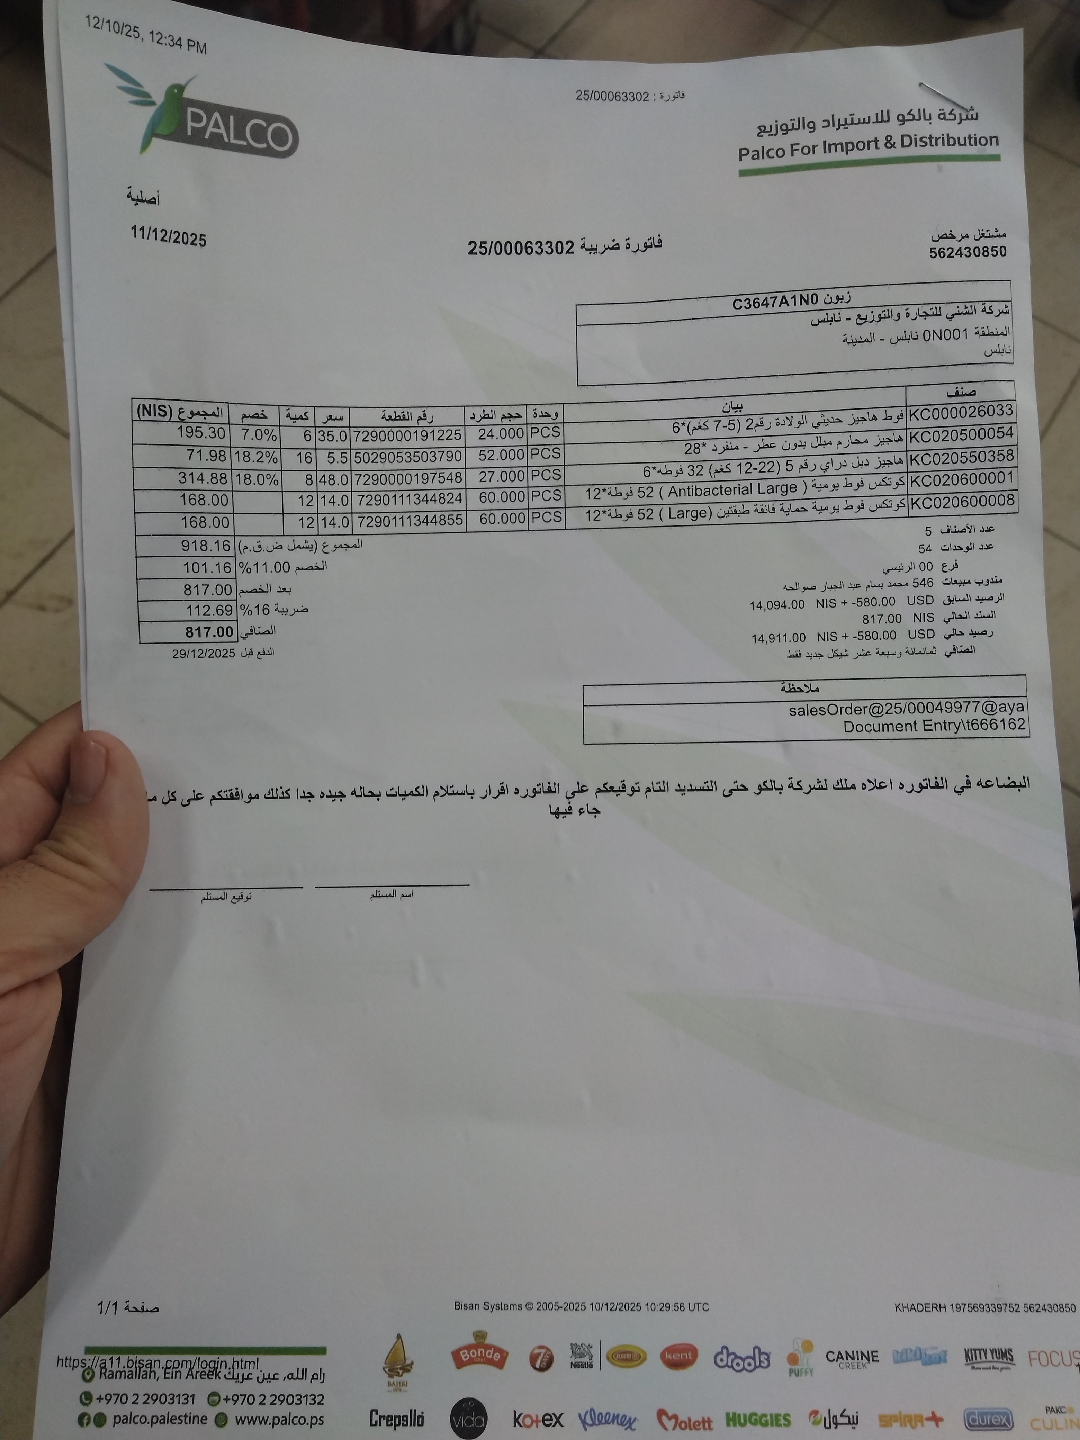 12/10/25, 12:34 PM
فاتورة : 25/00063302
PALCO
شركة بالكو للاستيراد والتوزيع
Palco For Import & Distribution
أصلية
11/12/2025
فاتورة ضريبة 25/00063302
مشتغل مرخص
562430850
زبون C3647A1N0
شركة الشني للتجارة والتوزيع - نابلس
المنطقة 0N001 نابلس - المدينة
نابلس
صنف بيان وحدة حجم الطرد رقم القطعة سعر كمية خصم المجموع (NIS)
KC000026033 فوط هاجيز حديثي الولادة رقم2 (5-7 كغم)*6 PCS 24.000 7290000191225 35.0 6 7.0% 195.30
KC020500054 هاجيز محارم مبلل بدون عطر - منفرد *28 PCS 52.000 5029053503790 5.5 16 18.2% 71.98
KC020550358 هاجيز دبل دراي رقم 5 (12-22 كغم) 32 فوطه*6 PCS 27.000 7290000197548 48.0 8 18.0% 314.88
KC020600001 كوتكس فوط يومية ( Antibacterial Large ) 52 فوطة*12 PCS 60.000 7290111344824 14.0 12 168.00
KC020600008 كوتكس فوط يومية حماية فائقة طبقتين (Large ) 52 فوطة*12 PCS 60.000 7290111344855 14.0 12 168.00
عدد الأصناف 5
عدد الوحدات 54
فرع 00 الرئيسي
مندوب مبيعات 546 محمد بسام عبد الجبار صوالحه
الرصيد السابق 14,094.00 NIS + -580.00 USD
السند الحالي 817.00 NIS
رصيد حالي 14,911.00 NIS + -580.00 USD
الصافي ثمانمائة وسبعة عشر شيكل جديد فقط
المجموع (يشمل ض.ق.م) 918.16
الخصم 11.00% 101.16
بعد الخصم 817.00
ضريبة 16% 112.69
الصافي 817.00
الدفع قبل 29/12/2025
ملاحظة
salesOrder@25/00049977@aya
Document Entry\t666162
البضاعه في الفاتوره اعلاه ملك لشركة بالكو حتى التسديد التام توقيعكم على الفاتوره اقرار باستلام الكميات بحاله جيده جدا كذلك موافقتكم على كل ما
جاء فيها
اسم المستلم
توقيع المستلم
صفحة 1/1
Bisan Systems © 2005-2025 10/12/2025 10:29:56 UTC
KHADERH 197569339752 562430850
https://a11.bisan.com/login.html
Ramallah, Ein Areek رام الله، عين عريك
+970 2 2903131 +970 2 2903132
palco.palestine www.palco.ps
Bonde
Nestle
kent
drools
PUFFY
CANINE CREEK
KITTY YUMS
FOCUS
Crepallo
vida
kotex
Kleenex
Molett
HUGGIES
نيكول
SPIRA+
durex
CULIN